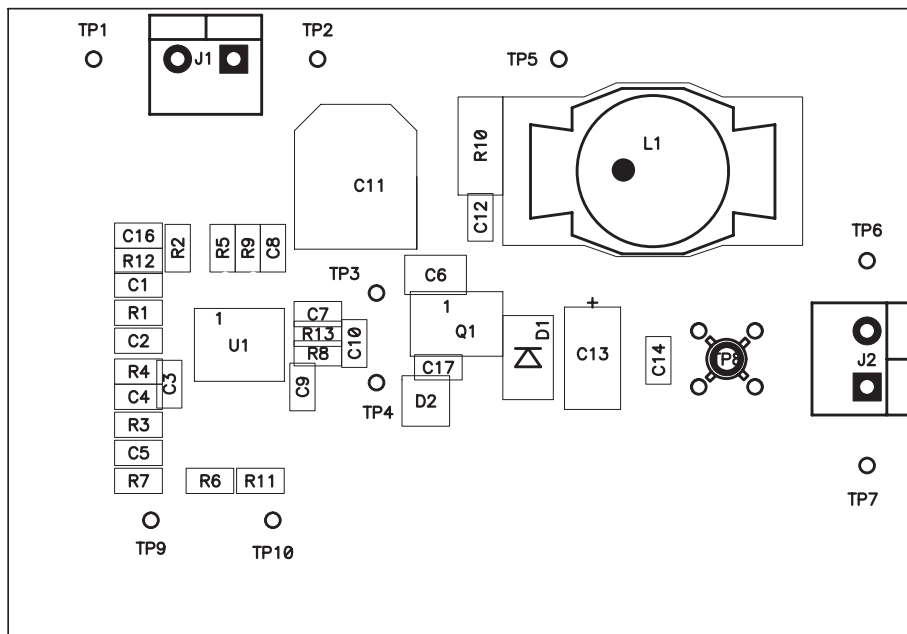 TP1
TP2
J1
TP5
R10
L1
C11
C12
C16
R2
R5
R9
C8
R12
TP6
C1
TP3
C6
R1
1
C7
1
Q1
+
D1
C2
U1
R13
C10
C13
C14
TP8
J2
R8
R4
C3
C9
C17
C4
TP4
D2
R3
C5
R7
R6
R11
TP7
TP9
TP10